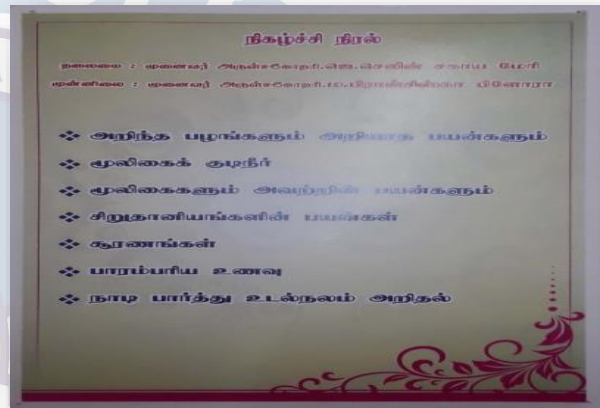 நிகழ்ச்சி நிரல்
தலைமை : முனைவர் அருள்சகோதரி.ஜெ.செலின் சகாய மேரி
முன்னிலை : முனைவர் அருள்சகோதரி.ம.பிரான்சிஸ்கா பினோரா
❖ அறிந்த பழங்களும் அறியாத பயன்களும்
❖ மூலிகைக் குடிநீர்
❖ மூலிகைகளும் அவற்றின் பயன்களும்
❖ சிறுதானியங்களின் பயன்கள்
❖ சூரணங்கள்
❖ பாரம்பரிய உணவு
❖ நாடி பார்த்து உடல்நலம் அறிதல்